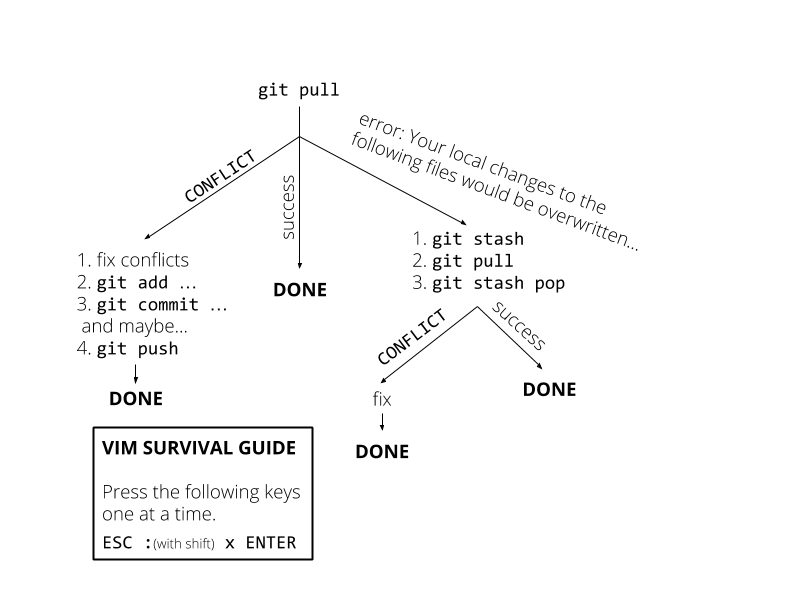 git pull
CONFLICT
success
error: Your local changes to the
following files would be overwritten...
1. fix conflicts
2. git add ...
3. git commit ...
and maybe...
4. git push
DONE
DONE
1. git stash
2. git pull
3. git stash pop
CONFLICT
success
fix
DONE
DONE
VIM SURVIVAL GUIDE
Press the following keys
one at a time.
ESC :(with shift) x ENTER